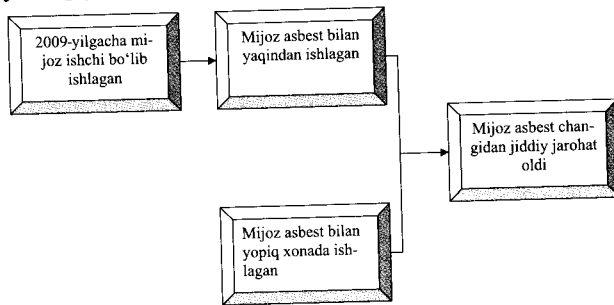 2009-yilgacha mi-
joz ishchi bo‘lib
ishlagan
Mijoz asbest bilan
yaqindan ishlagan
Mijoz asbest chan-
gidan jiddiy jarohat
oldi
Mijoz asbest bilan
yopiq xonada ish-
lagan